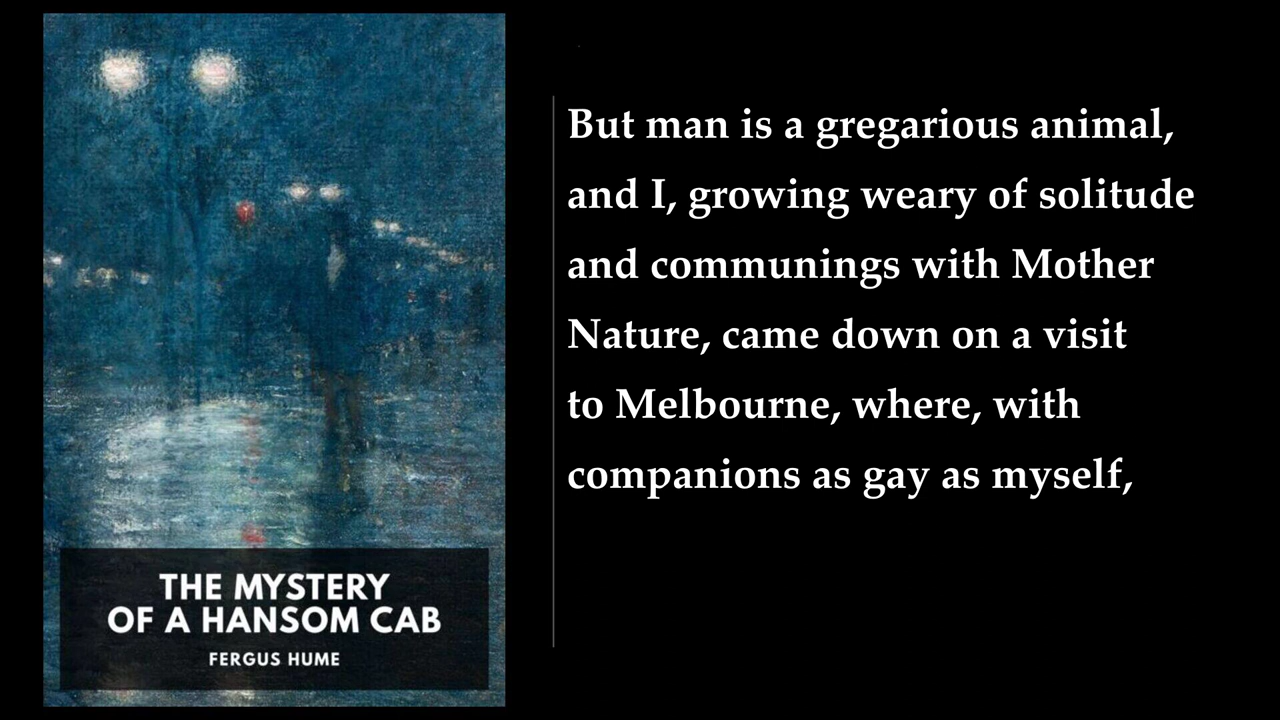 THE MYSTERY
OF A HANSOM CAB
FERGUS HUME
But man is a gregarious animal,
and I, growing weary of solitude
and communings with Mother
Nature, came down on a visit
to Melbourne, where, with
companions as gay as myself,